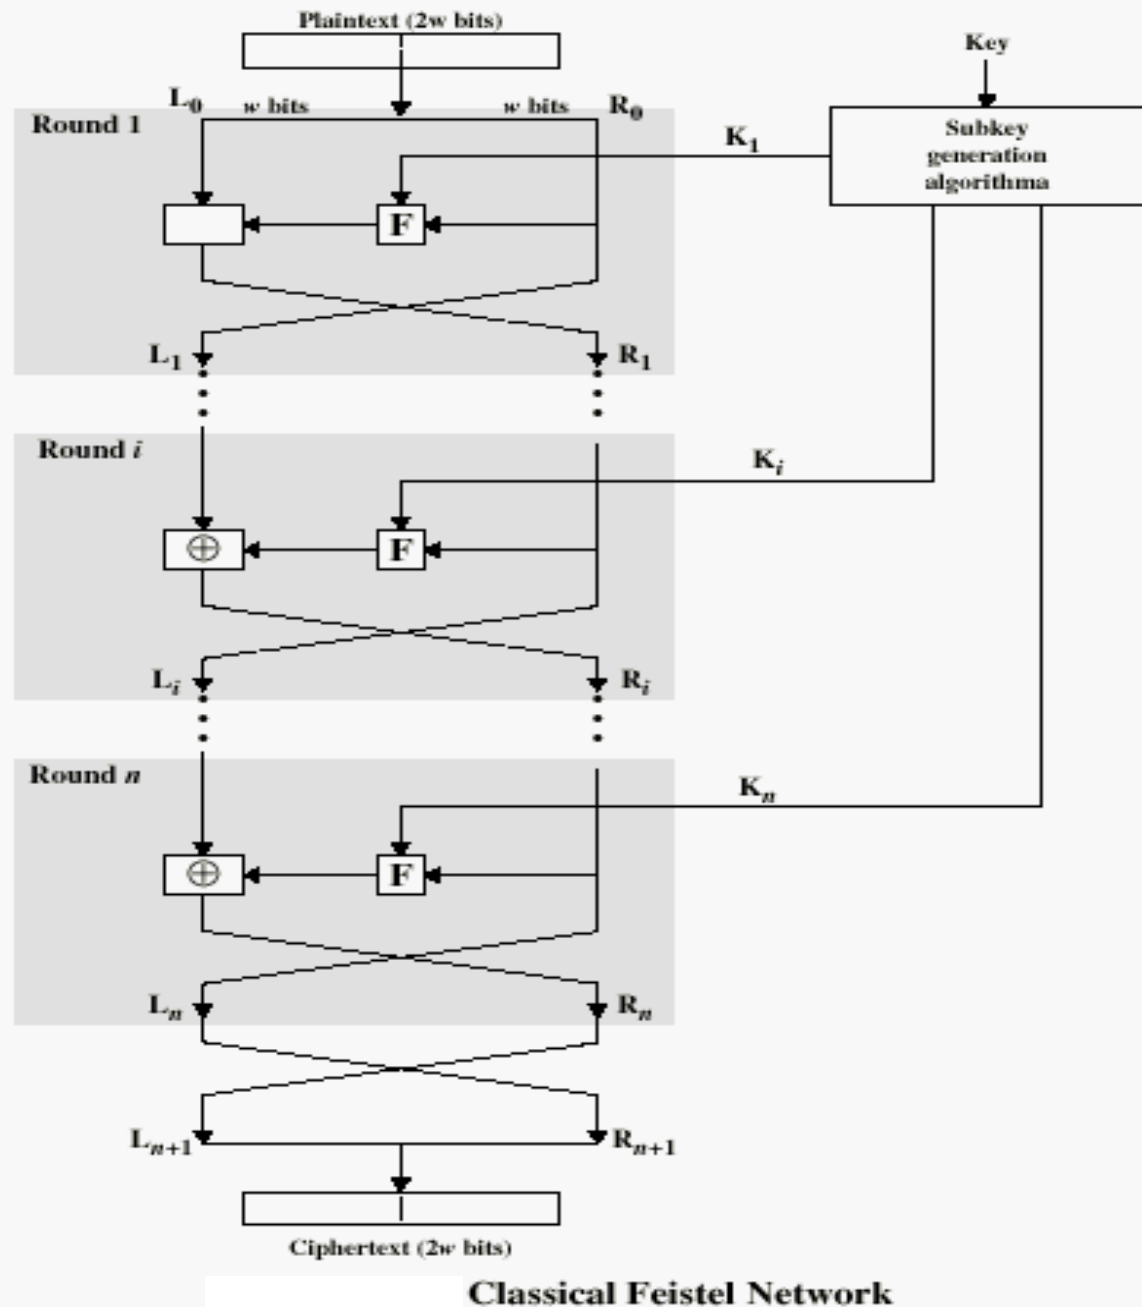 Plaintext (2w bits)
Key
L₀ w bits w bits R₀
Round 1
K₁
Subkey
generation
algorithma
F
L₁ R₁
Round i
Kᵢ
⊕ F
Lᵢ Rᵢ
Round n
Kₙ
⊕ F
Lₙ Rₙ
Lₙ₊₁ Rₙ₊₁
Ciphertext (2w bits)
Classical Feistel Network